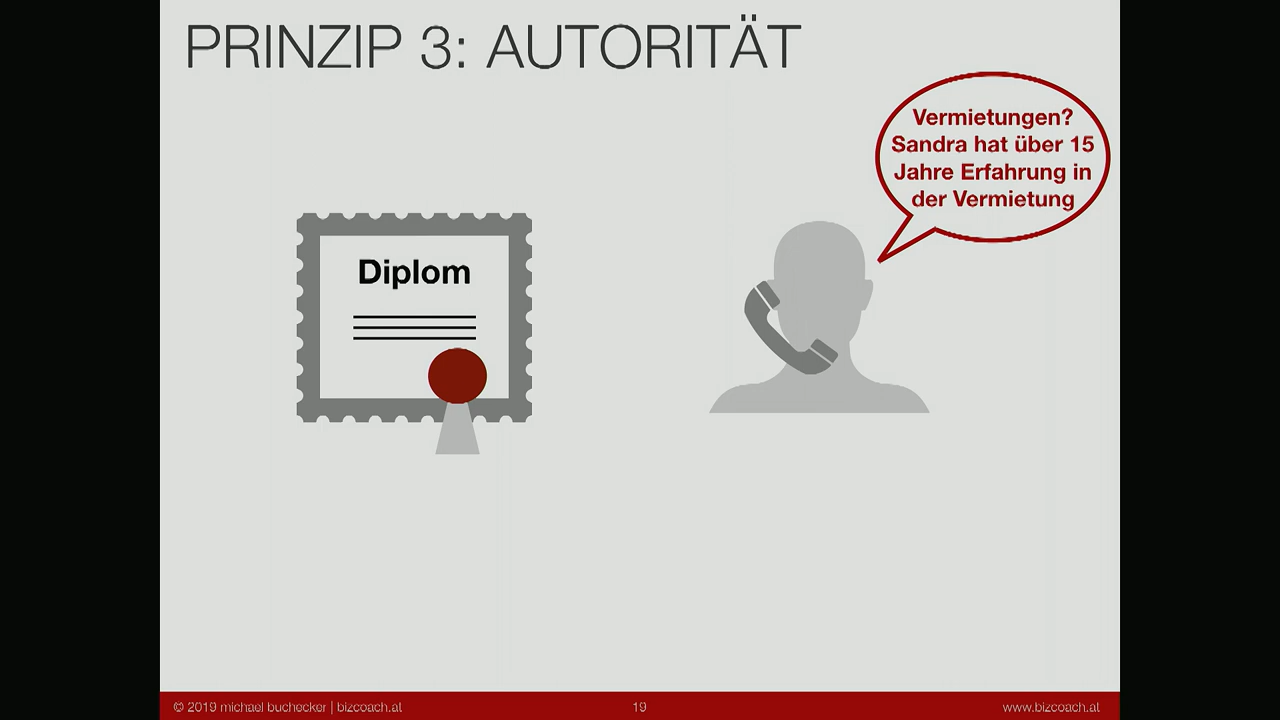 PRINZIP 3: AUTORITÄT
Vermietungen?
Sandra hat über 15
Jahre Erfahrung in
der Vermietung
Diplom
© 2019 michael buchecker | bizcoach.at
19
www.bizcoach.at